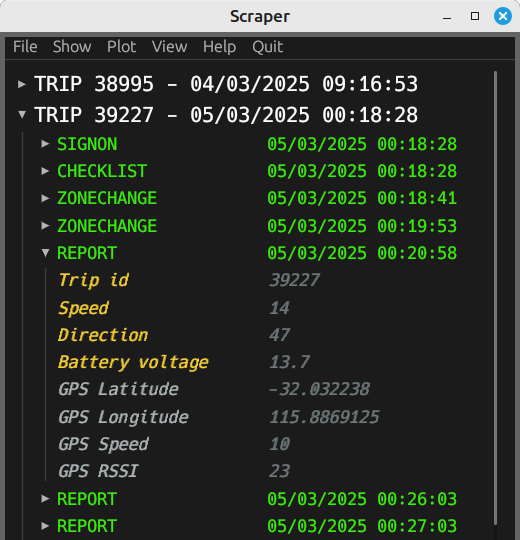 Scraper
File Show Plot View Help Quit
TRIP 38995 - 04/03/2025 09:16:53
TRIP 39227 - 05/03/2025 00:18:28
SIGNON 05/03/2025 00:18:28
CHECKLIST 05/03/2025 00:18:28
ZONECHANGE 05/03/2025 00:18:41
ZONECHANGE 05/03/2025 00:19:53
REPORT 05/03/2025 00:20:58
Trip id 39227
Speed 14
Direction 47
Battery voltage 13.7
GPS Latitude -32.032238
GPS Longitude 115.8869125
GPS Speed 10
GPS RSSI 23
REPORT 05/03/2025 00:26:03
REPORT 05/03/2025 00:27:03